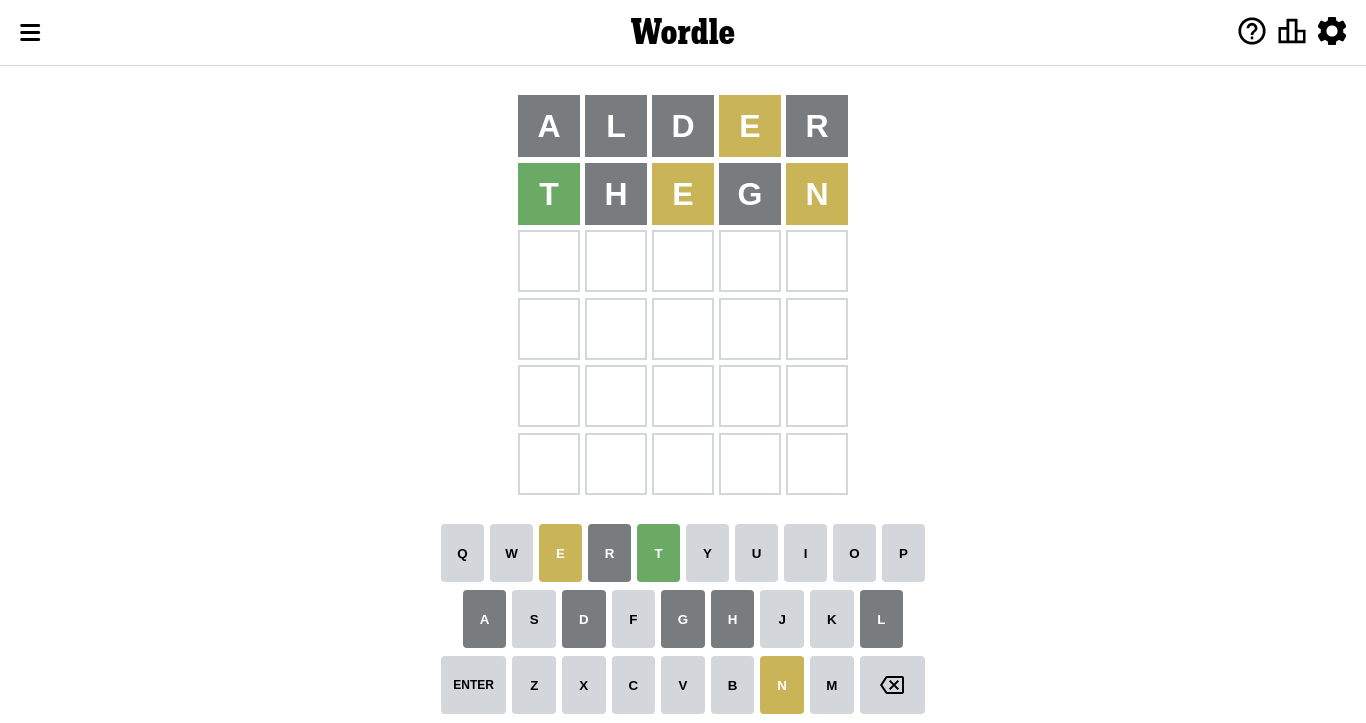 Wordle
A L D E R
T H E G N
Q W E R T Y U I O P
A S D F G H J K L
ENTER Z X C V B N M